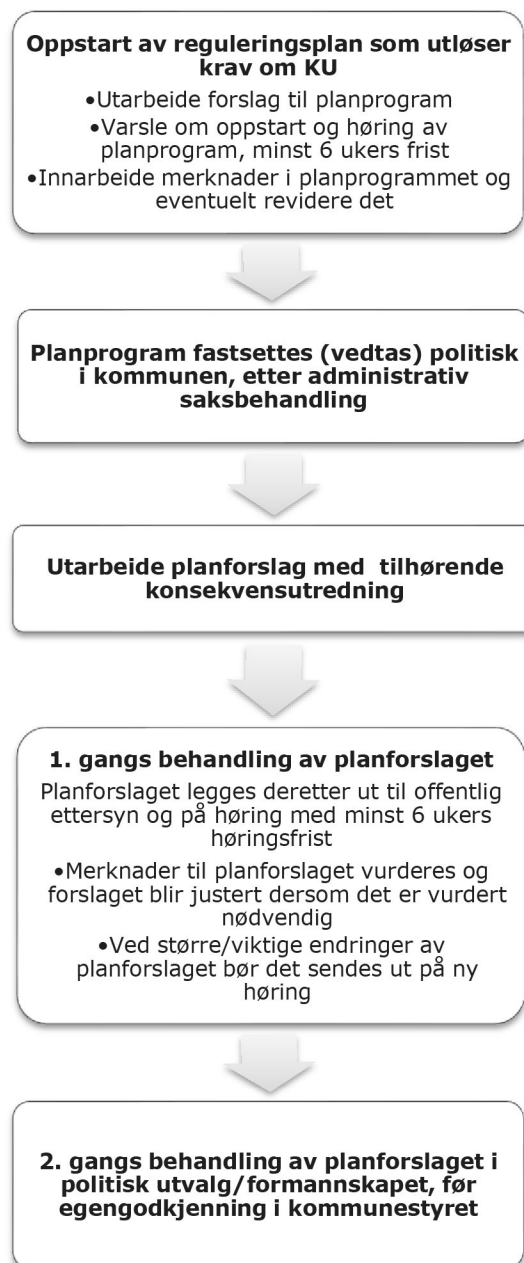 Oppstart av reguleringsplan som utløser
krav om KU
•Utarbeide forslag til planprogram
•Varsle om oppstart og høring av
planprogram, minst 6 ukers frist
•Innarbeide merknader i planprogrammet og
eventuelt revidere det
Planprogram fastsettes (vedtas) politisk
i kommunen, etter administrativ
saksbehandling
Utarbeide planforslag med tilhørende
konsekvensutredning
1. gangs behandling av planforslaget
Planforslaget legges deretter ut til offentlig
ettersyn og på høring med minst 6 ukers
høringsfrist
•Merknader til planforslaget vurderes og
forslaget blir justert dersom det er vurdert
nødvendig
•Ved større/viktige endringer av
planforslaget bør det sendes ut på ny
høring
2. gangs behandling av planforslaget i
politisk utvalg/formannskapet, før
egengodkjenning i kommunestyret